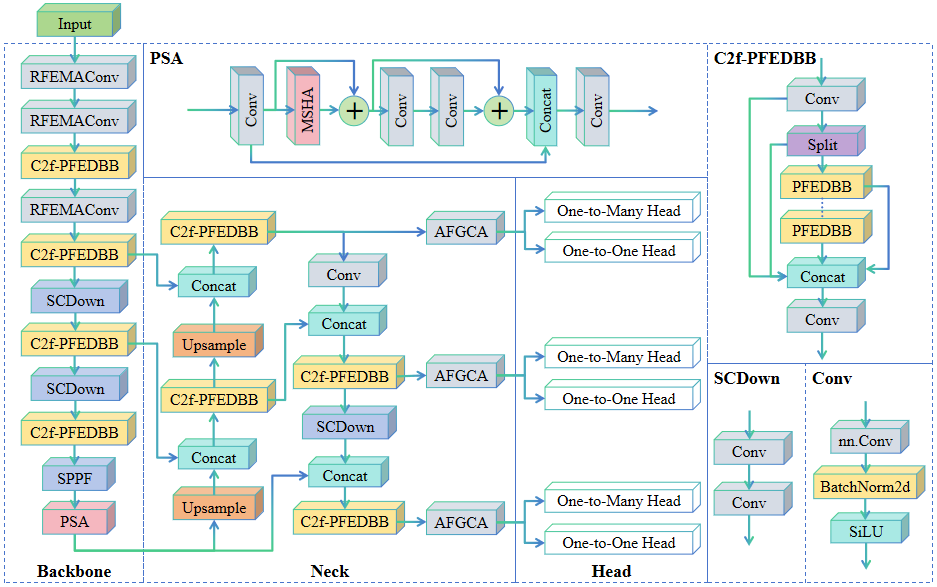 Input
RFEMAConv
RFEMAConv
C2f-PFEDBB
RFEMAConv
C2f-PFEDBB
SCDown
C2f-PFEDBB
SCDown
C2f-PFEDBB
SPPF
PSA
Backbone
PSA
Conv
MSHA
+
Conv
Conv
+
Concat
Conv
C2f-PFEDBB
Concat
Upsample
C2f-PFEDBB
Concat
Upsample
Conv
Concat
C2f-PFEDBB
SCDown
Concat
C2f-PFEDBB
AFGCA
AFGCA
AFGCA
Neck
One-to-Many Head
One-to-One Head
One-to-Many Head
One-to-One Head
One-to-Many Head
One-to-One Head
Head
C2f-PFEDBB
Conv
Split
PFEDBB
PFEDBB
Concat
Conv
SCDown
Conv
Conv
Conv
nn.Conv
BatchNorm2d
SiLU